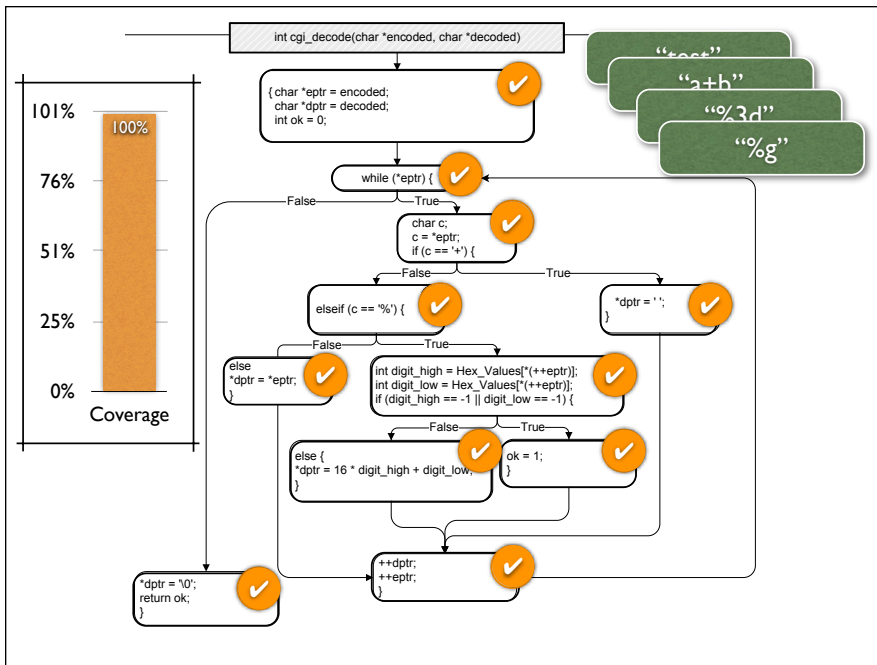 int cgi_decode(char *encoded, char *decoded)
{ char *eptr = encoded;
char *dptr = decoded;
int ok = 0;
while (*eptr) {
False
True
char c;
c = *eptr;
if (c == '+') {
False
True
elseif (c == '%') {
*dptr = ' ';
}
False
True
else
*dptr = *eptr;
}
int digit_high = Hex_Values[*(++eptr)];
int digit_low = Hex_Values[*(++eptr)];
if (digit_high == -1 || digit_low == -1) {
False
True
else {
*dptr = 16 * digit_high + digit_low;
}
ok = 1;
}
++dptr;
++eptr;
}
*dptr = '\0';
return ok;
}
“test”
“a+b”
“%3d”
“%g”
101%
100%
76%
51%
25%
0%
Coverage